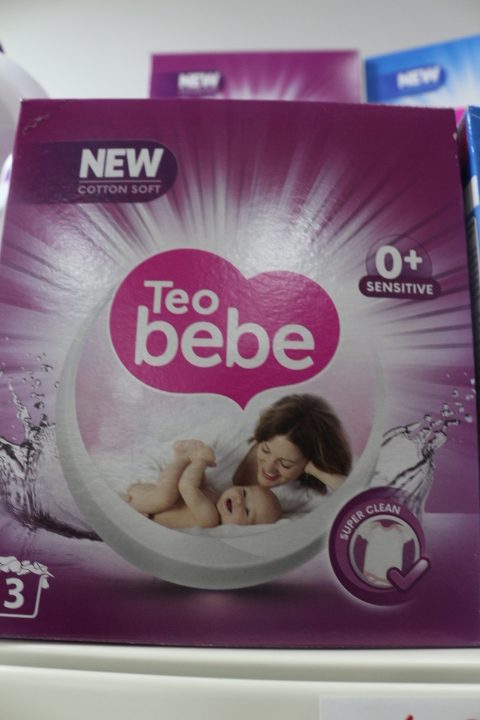 NEW
NEW
NEW
COTTON SOFT
0+
SENSITIVE
Teo
bebe
SUPER CLEAN
3